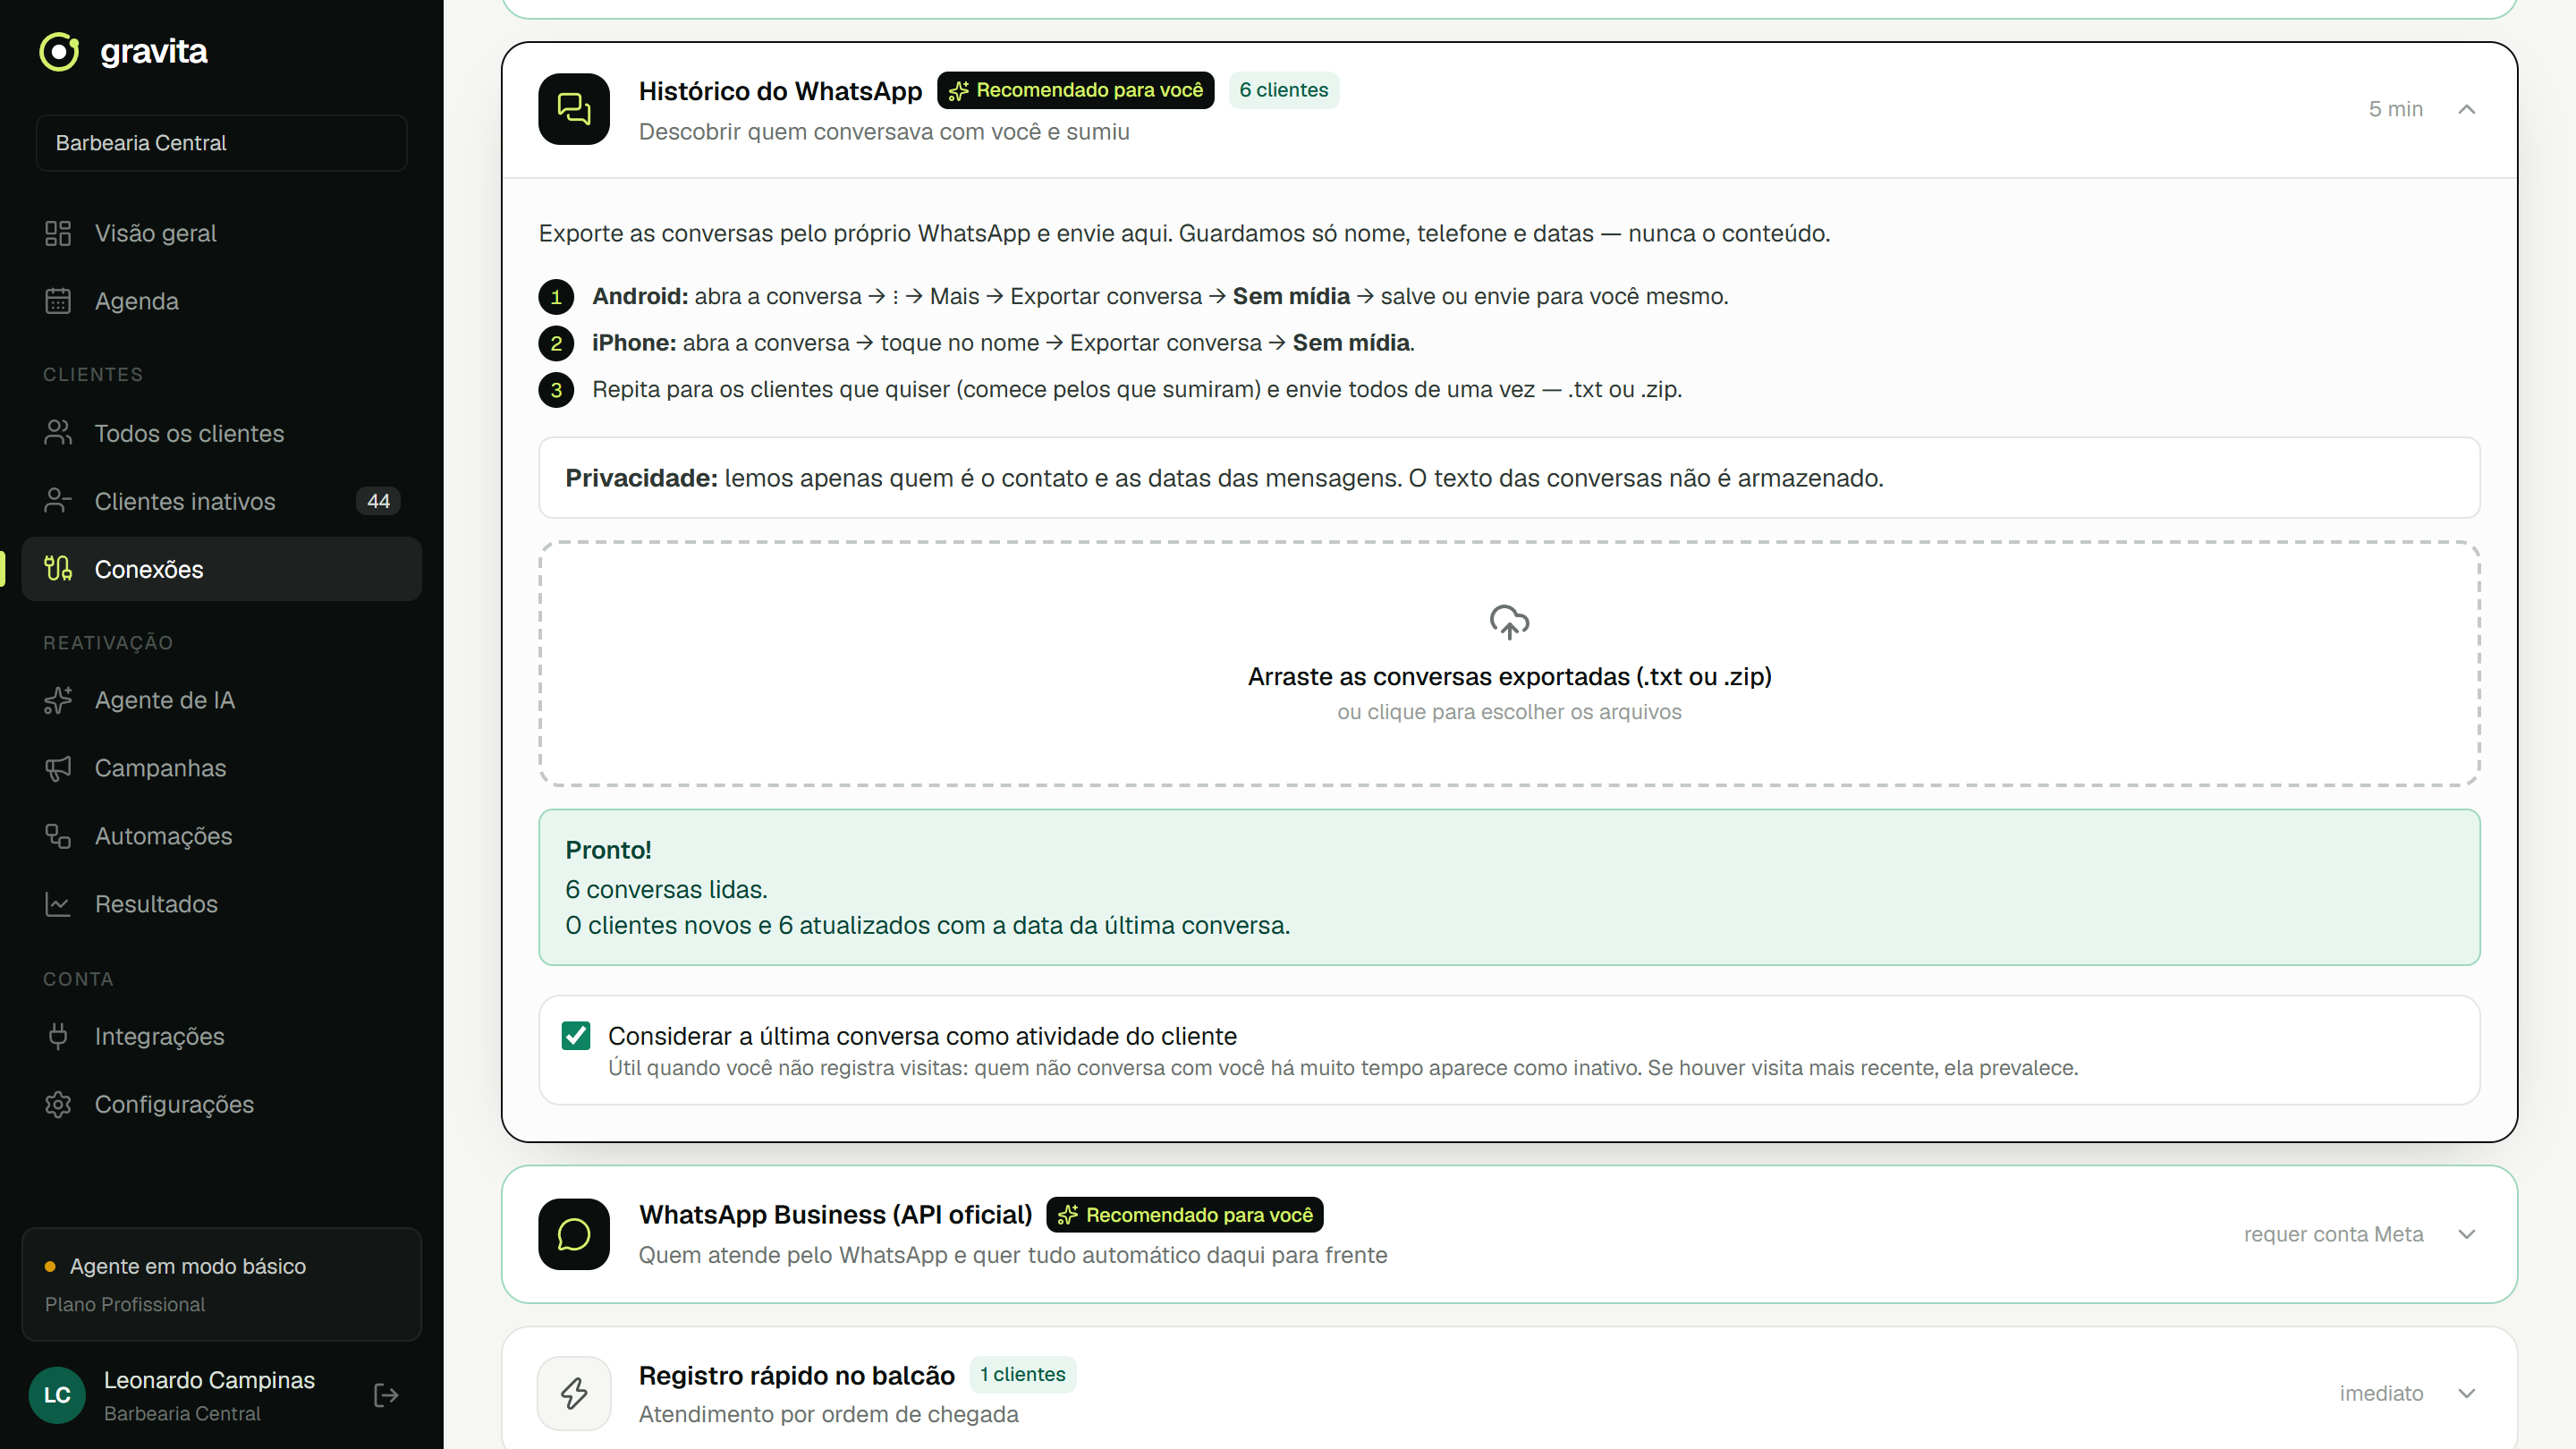 gravita
Barbearia Central
Visão geral
Agenda
CLIENTES
Todos os clientes
Clientes inativos 44
Conexões
REATIVAÇÃO
Agente de IA
Campanhas
Automações
Resultados
CONTA
Integrações
Configurações
Agente em modo básico
Plano Profissional
LC
Leonardo Campinas
Barbearia Central
Histórico do WhatsApp Recomendado para você 6 clientes
Descobrir quem conversava com você e sumiu
5 min
Exporte as conversas pelo próprio WhatsApp e envie aqui. Guardamos só nome, telefone e datas — nunca o conteúdo.
1 Android: abra a conversa → ⋮ → Mais → Exportar conversa → Sem mídia → salve ou envie para você mesmo.
2 iPhone: abra a conversa → toque no nome → Exportar conversa → Sem mídia.
3 Repita para os clientes que quiser (comece pelos que sumiram) e envie todos de uma vez — .txt ou .zip.
Privacidade: lemos apenas quem é o contato e as datas das mensagens. O texto das conversas não é armazenado.
Arraste as conversas exportadas (.txt ou .zip)
ou clique para escolher os arquivos
Pronto!
6 conversas lidas.
0 clientes novos e 6 atualizados com a data da última conversa.
Considerar a última conversa como atividade do cliente
Útil quando você não registra visitas: quem não conversa com você há muito tempo aparece como inativo. Se houver visita mais recente, ela prevalece.
WhatsApp Business (API oficial) Recomendado para você
Quem atende pelo WhatsApp e quer tudo automático daqui para frente
requer conta Meta
Registro rápido no balcão 1 clientes
Atendimento por ordem de chegada
imediato